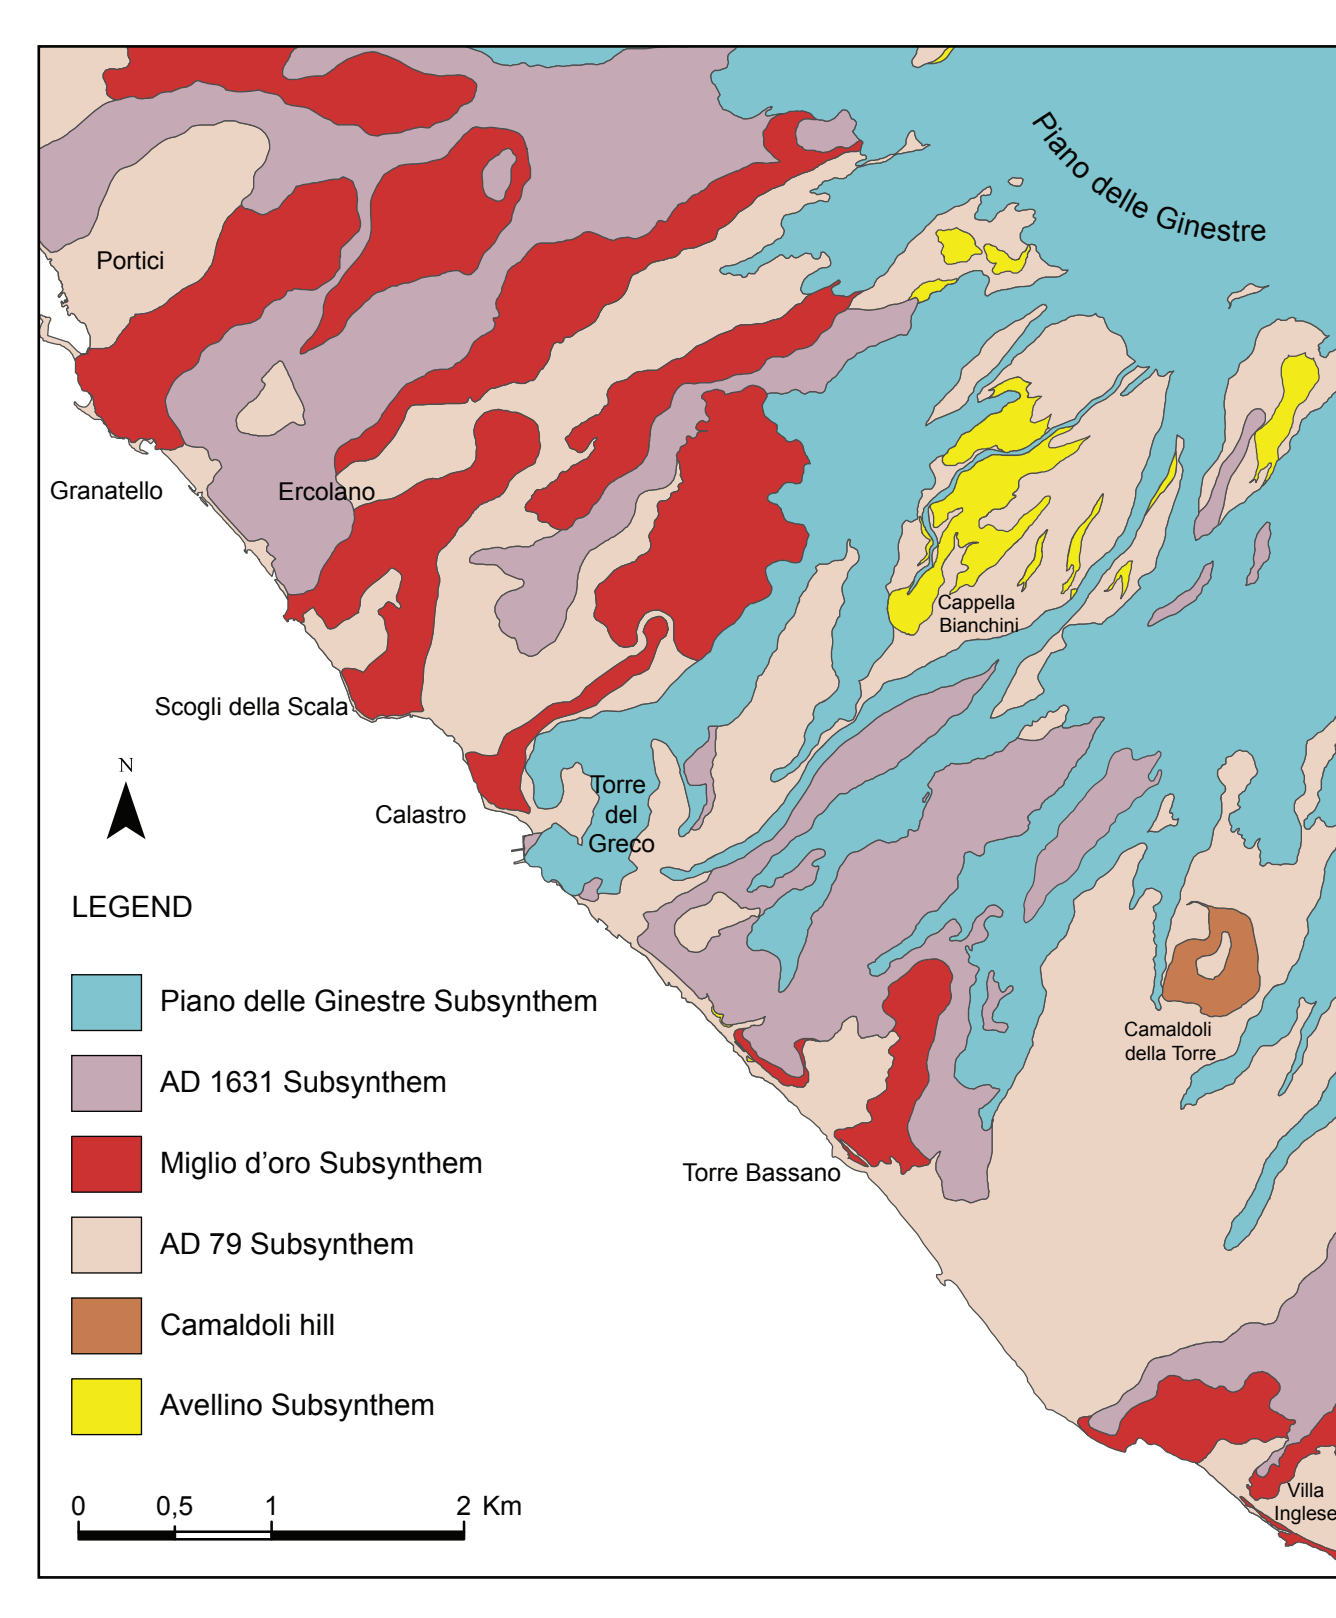 Piano delle Ginestre
Portici
Granatello
Ercolano
Cappella
Bianchini
Scogli della Scala
N
Torre
del
Greco
Calastro
LEGEND
Piano delle Ginestre Subsynthem
AD 1631 Subsynthem
Miglio d’oro Subsynthem
AD 79 Subsynthem
Camaldoli hill
Avellino Subsynthem
Camaldoli
della Torre
Torre Bassano
Villa
Inglese
0 0,5 1 2 Km